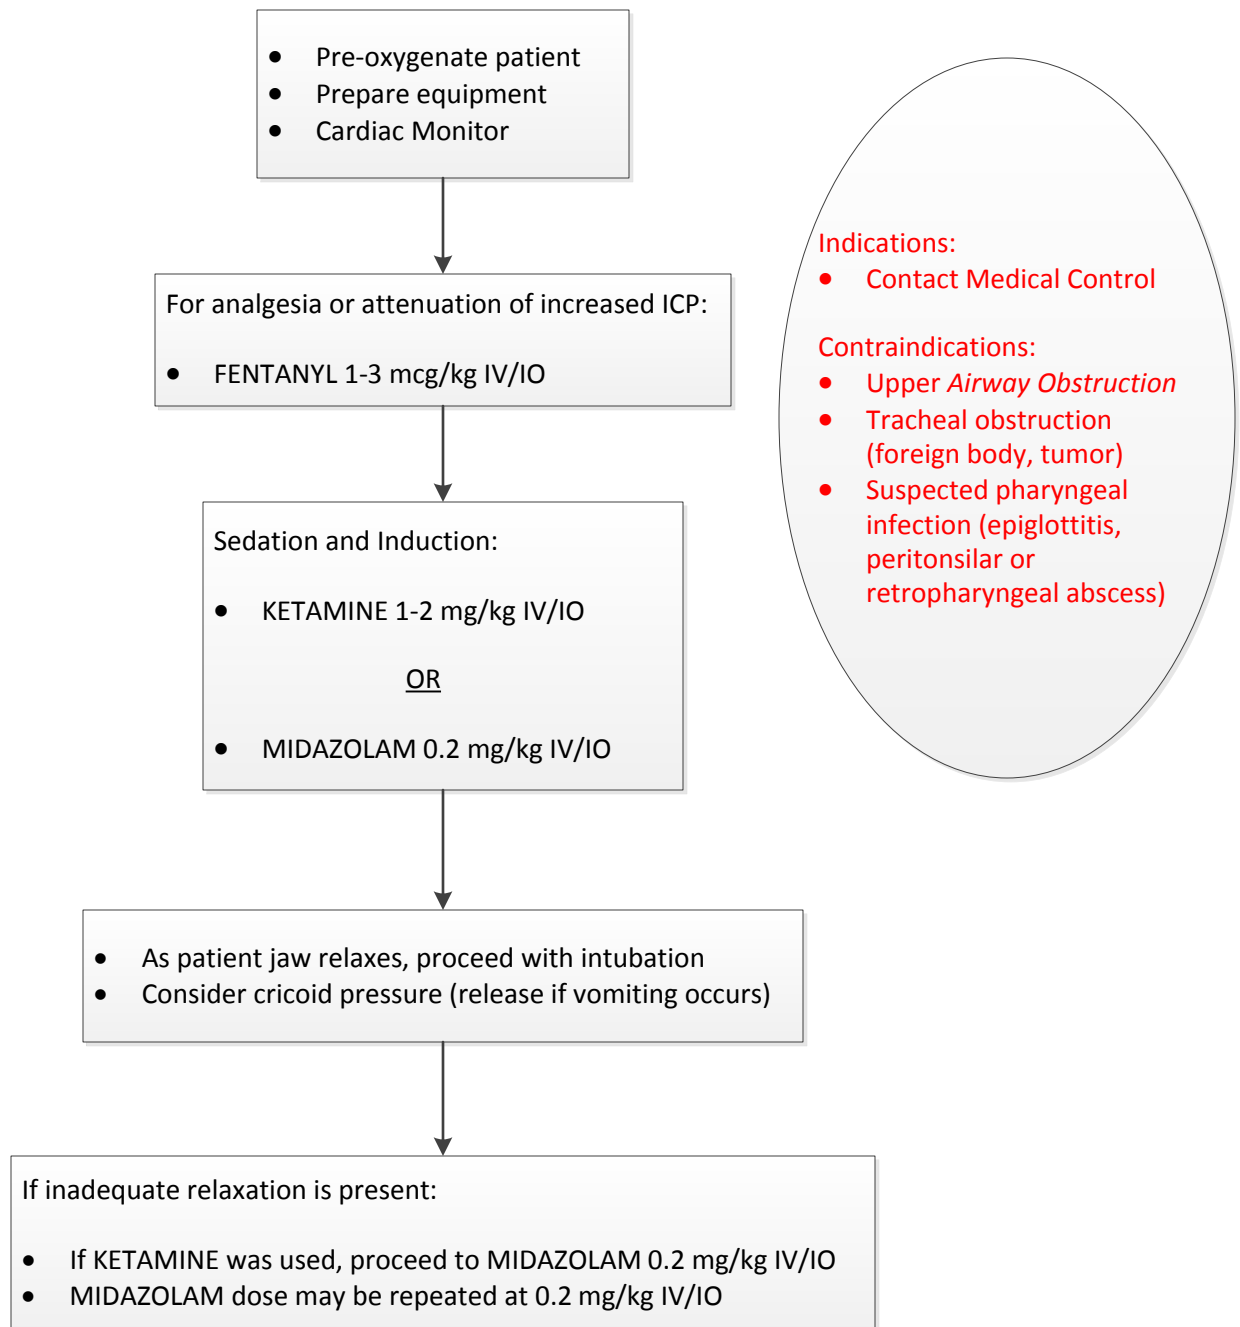 • Pre-oxygenate patient
• Prepare equipment
• Cardiac Monitor
For analgesia or attenuation of increased ICP:
• FENTANYL 1-3 mcg/kg IV/IO
Sedation and Induction:
• KETAMINE 1-2 mg/kg IV/IO
OR
• MIDAZOLAM 0.2 mg/kg IV/IO
• As patient jaw relaxes, proceed with intubation
• Consider cricoid pressure (release if vomiting occurs)
If inadequate relaxation is present:
• If KETAMINE was used, proceed to MIDAZOLAM 0.2 mg/kg IV/IO
• MIDAZOLAM dose may be repeated at 0.2 mg/kg IV/IO
Indications:
• Contact Medical Control
Contraindications:
• Upper Airway Obstruction
• Tracheal obstruction
(foreign body, tumor)
• Suspected pharyngeal
infection (epiglottitis,
peritonsilar or
retropharyngeal abscess)